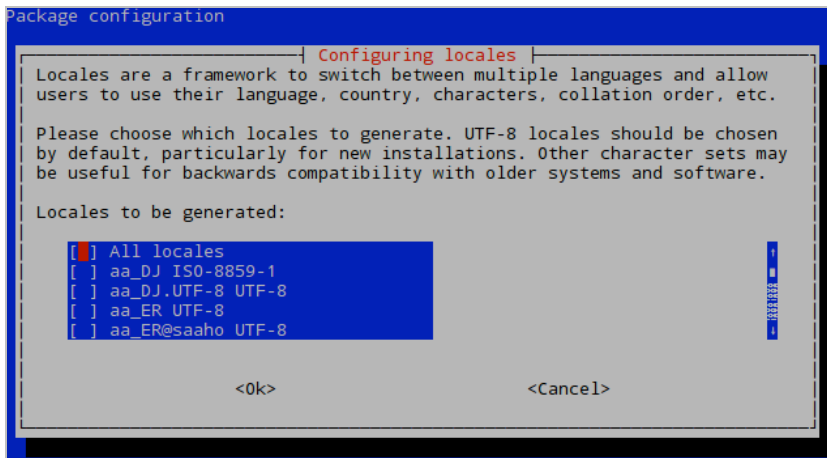 Package configuration
Configuring locales
Locales are a framework to switch between multiple languages and allow
users to use their language, country, characters, collation order, etc.
Please choose which locales to generate. UTF-8 locales should be chosen
by default, particularly for new installations. Other character sets may
be useful for backwards compatibility with older systems and software.
Locales to be generated:
[ ] All locales
[ ] aa_DJ ISO-8859-1
[ ] aa_DJ.UTF-8 UTF-8
[ ] aa_ER UTF-8
[ ] aa_ER@saaho UTF-8
<Ok> <Cancel>